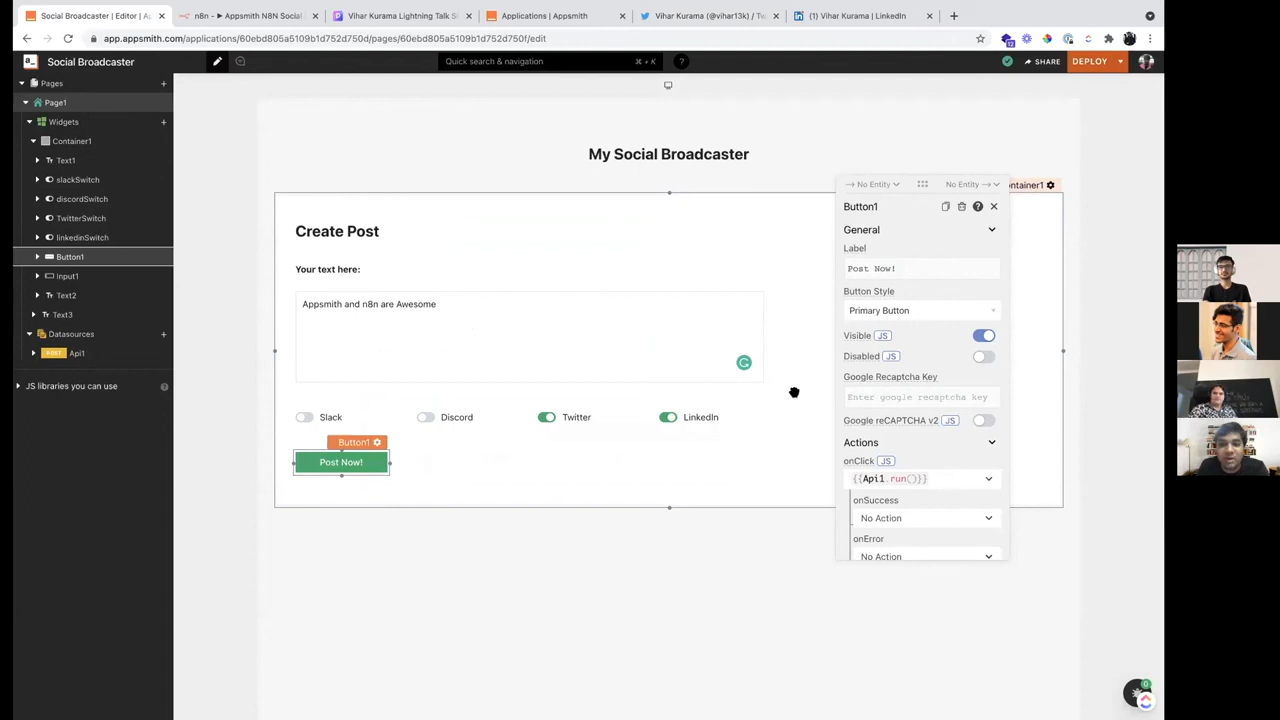 Social Broadcaster | Editor | Ap
n8n - ▶ Appsmith N8N Social
Vihar Kurama Lightning Talk Sl
Applications | Appsmith
Vihar Kurama (@vihar13k) / Tw
(1) Vihar Kurama | LinkedIn
app.appsmith.com/applications/60ebd805a5109b1d752d750d/pages/60ebd805a5109b1d752d750f/edit
Social Broadcaster
Quick search & navigation
⌘ + K
?
SHARE
DEPLOY
Pages
Page1
Widgets
Container1
Text1
slackSwitch
discordSwitch
TwitterSwitch
linkedinSwitch
Button1
Input1
Text2
Text3
Datasources
POST Api1
JS libraries you can use
My Social Broadcaster
ontainer1
Create Post
Your text here:
Appsmith and n8n are Awesome
Slack
Discord
Twitter
LinkedIn
Button1
Post Now!
No Entity
No Entity
Button1
General
Label
Post Now!
Button Style
Primary Button
Visible JS
Disabled JS
Google Recaptcha Key
Enter google recaptcha key
Google reCAPTCHA v2 JS
Actions
onClick JS
{{Api1.run()}}
onSuccess
No Action
onError
No Action
0